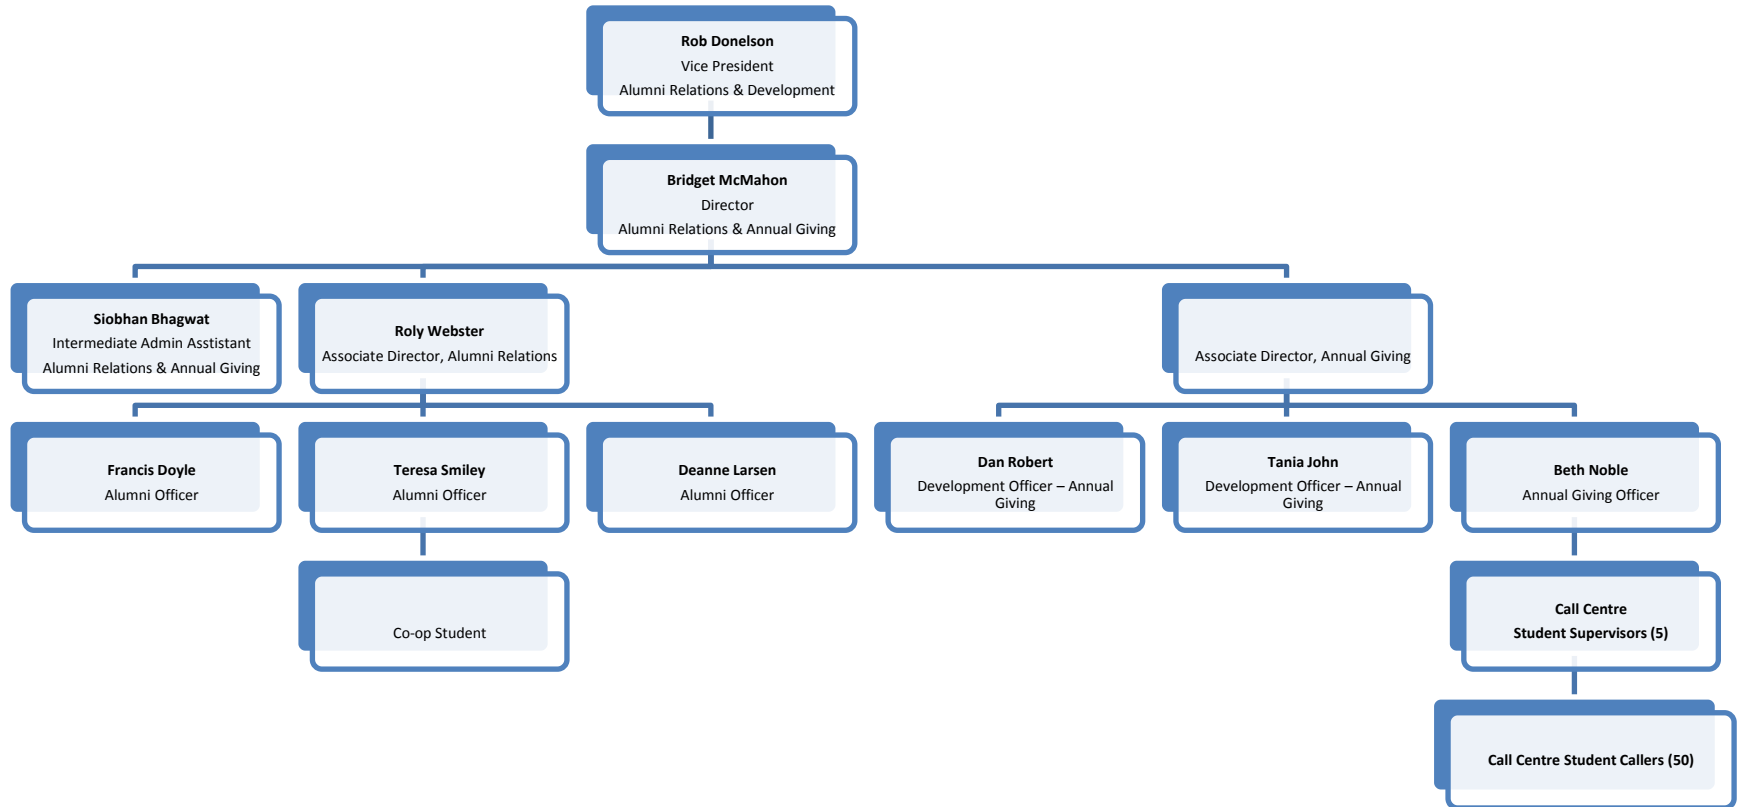 Rob Donelson
Vice President
Alumni Relations & Development
Bridget McMahon
Director
Alumni Relations & Annual Giving
Siobhan Bhagwat
Intermediate Admin Asstistant
Alumni Relations & Annual Giving
Roly Webster
Associate Director, Alumni Relations
Associate Director, Annual Giving
Francis Doyle
Alumni Officer
Teresa Smiley
Alumni Officer
Deanne Larsen
Alumni Officer
Dan Robert
Development Officer – Annual
Giving
Tania John
Development Officer – Annual
Giving
Beth Noble
Annual Giving Officer
Co-op Student
Call Centre
Student Supervisors (5)
Call Centre Student Callers (50)